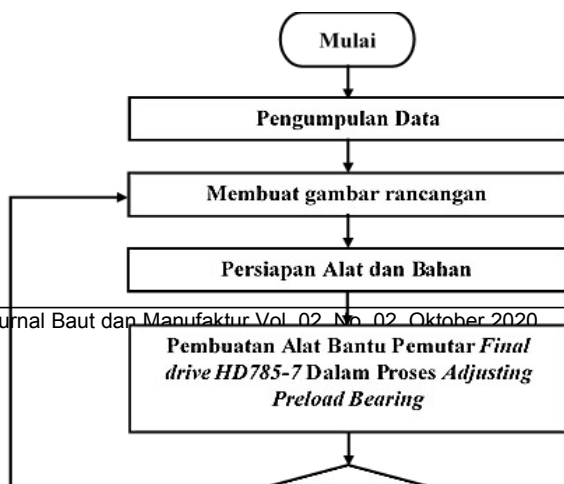 Mulai
Pengumpulan Data
Membuat gambar rancangan
Persiapan Alat dan Bahan
urnal Baut dan Manufaktur Vol. 02, No. 02, Oktober 2020
Pembuatan Alat Bantu Pemutar Final
drive HD785-7 Dalam Proses Adjusting
Preload Bearing